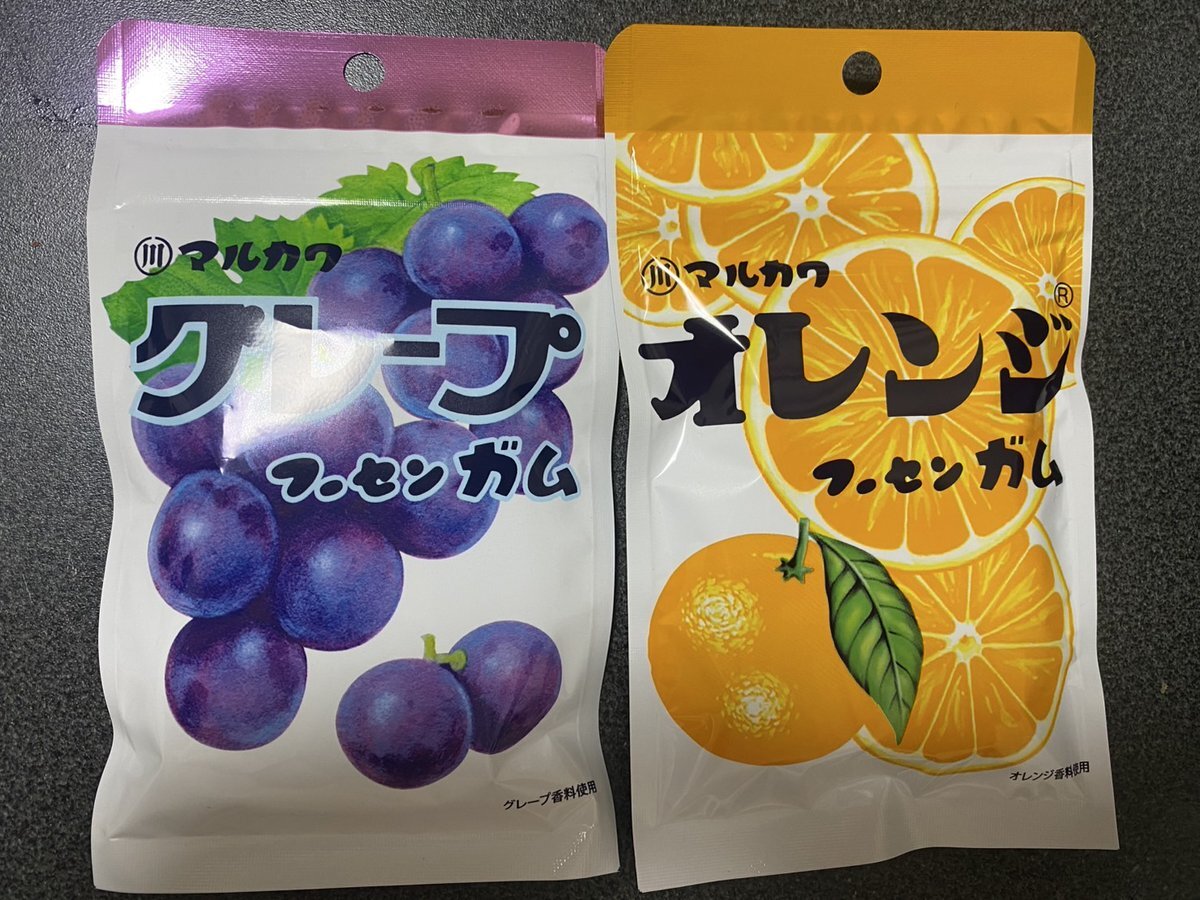 マルカワ
グレープ
フーセンガム
グレープ香料使用
川 マルカワ
オレンジ®
フーセンガム
オレンジ香料使用